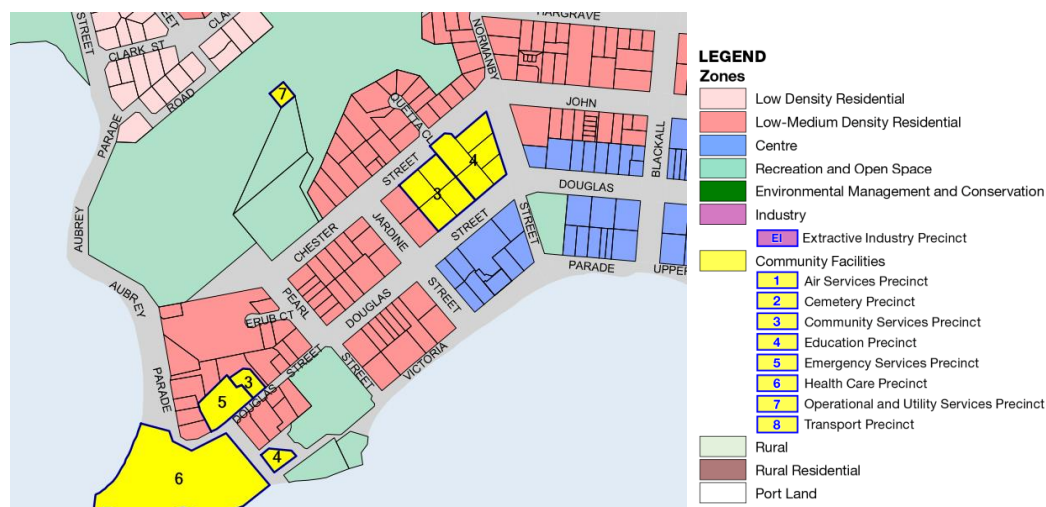 HARGRAVE
STREET
STREET
CLARK ST
ROAD
PARADE
NORMANBY
QUETTA CL
JOHN
BLACKALL
7
4
3
STREET
DOUGLAS
STREET
STREET
JARDINE
CHESTER
PARADE
UPPER
AUBREY
AUBREY
PEARL
DOUGLAS
STREET
ERUB CT
VICTORIA
STREET
STREET
PARADE
DOUGLAS
3
5
4
6
LEGEND
Zones
Low Density Residential
Low-Medium Density Residential
Centre
Recreation and Open Space
Environmental Management and Conservation
Industry
EI Extractive Industry Precinct
Community Facilities
1 Air Services Precinct
2 Cemetery Precinct
3 Community Services Precinct
4 Education Precinct
5 Emergency Services Precinct
6 Health Care Precinct
7 Operational and Utility Services Precinct
8 Transport Precinct
Rural
Rural Residential
Port Land